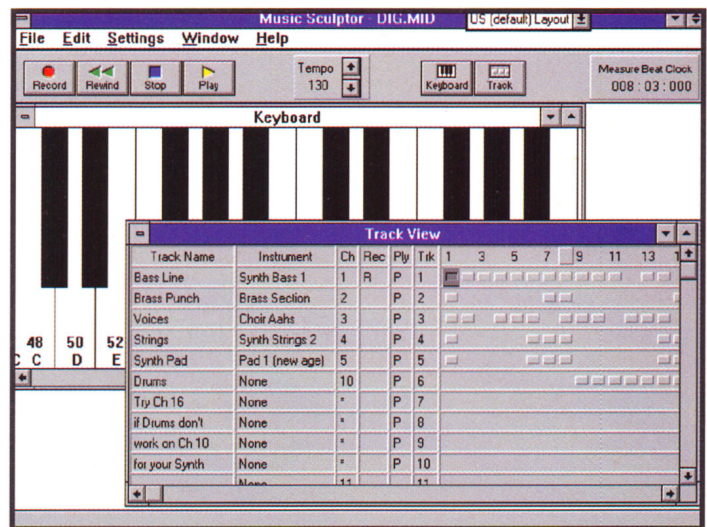 Music Sculptor - DIG.MID
US (default) Layout
File Edit Settings Window Help
Record Rewind Stop Play
Tempo
130
Keyboard Track
Measure Beat Clock
008 : 03 : 000
Keyboard
48 50 52
C C D E
Track View
Track Name Instrument Ch Rec Ply Trk 1 3 5 7 9 11 13 1
Bass Line Synth Bass 1 1 R P 1
Brass Punch Brass Section 2 P 2
Voices Choir Aahs 3 P 3
Strings Synth Strings 2 4 P 4
Synth Pad Pad 1 (new age) 5 P 5
Drums None 10 P 6
Try Ch 16 None * P 7
if Drums don't None * P 8
work on Ch 10 None * P 9
for your Synth None * P 10
None 11 11